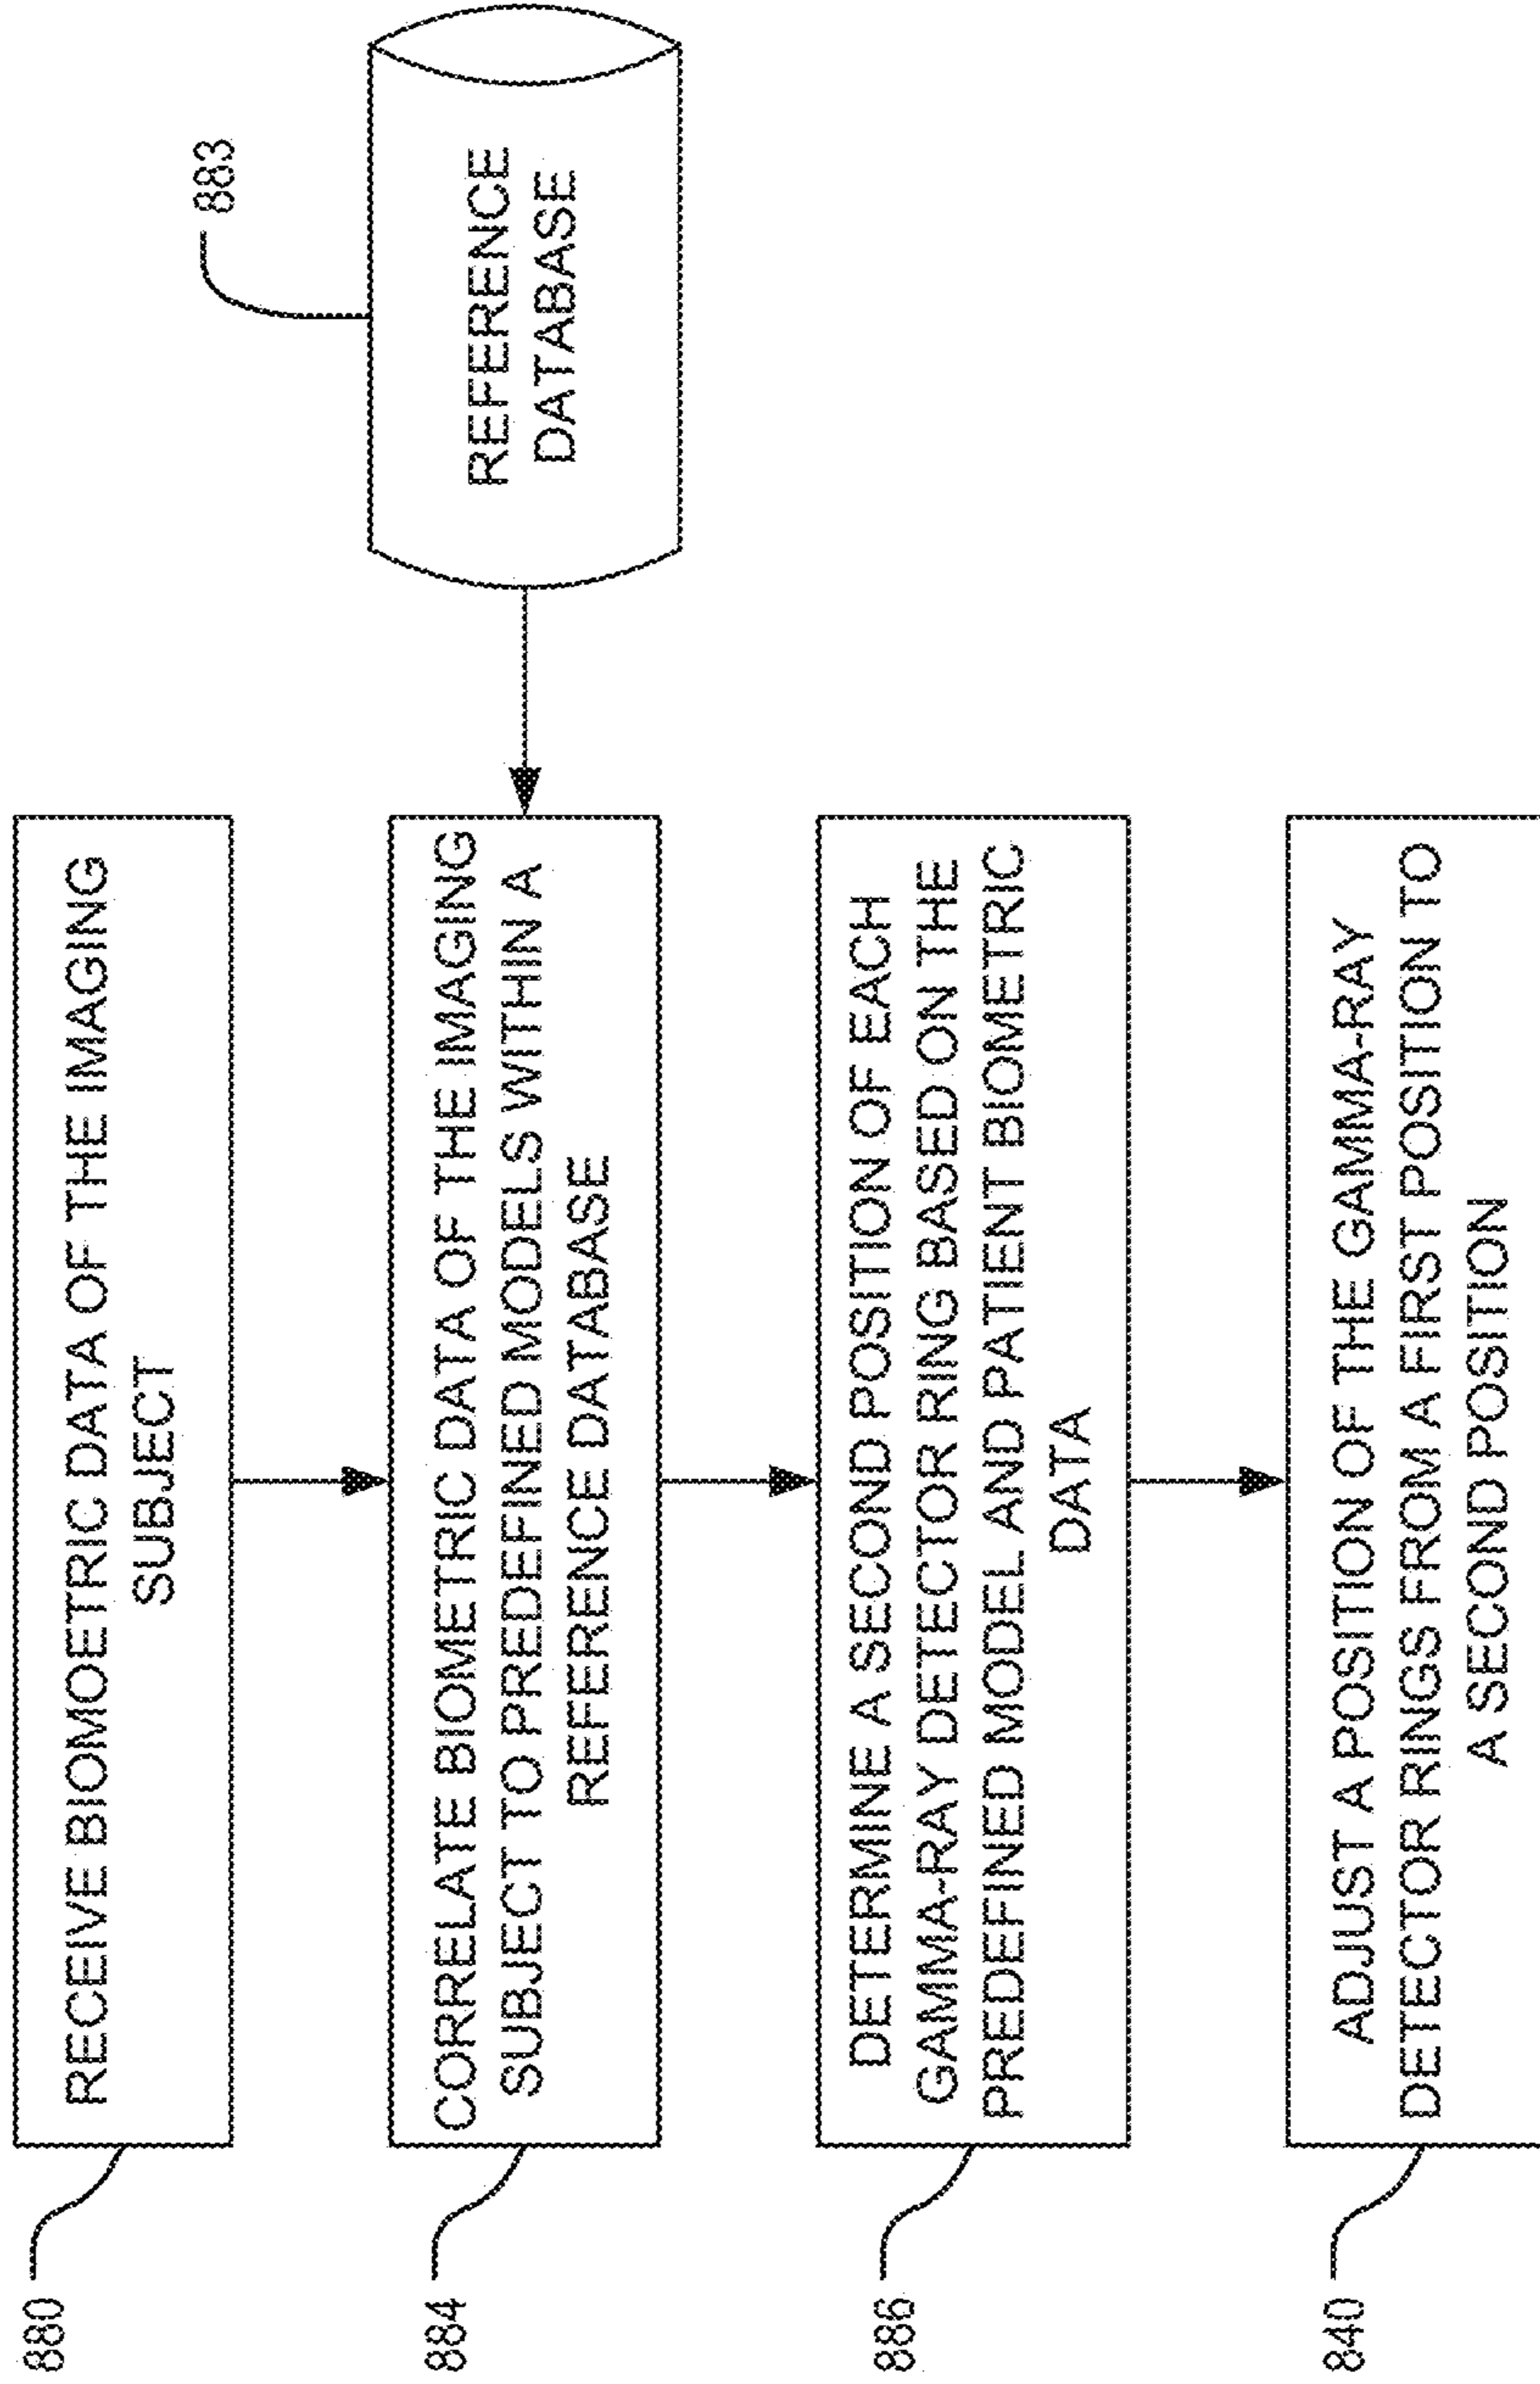 880
RECEIVE BIOMOETRIC DATA OF THE IMAGING
SUBJECT
883
REFERENCE
DATABASE
884
CORRELATE BIOMETRIC DATA OF THE IMAGING
SUBJECT TO PREDEFINED MODELS WITHIN A
REFERENCE DATABASE
886
DETERMINE A SECOND POSITION OF EACH
GAMMA-RAY DETECTOR RING BASED ON THE
PREDEFINED MODEL AND PATIENT BIOMETRIC
DATA
840
ADJUST A POSITION OF THE GAMMA-RAY
DETECTOR RINGS FROM A FIRST POSITION TO
A SECOND POSITION